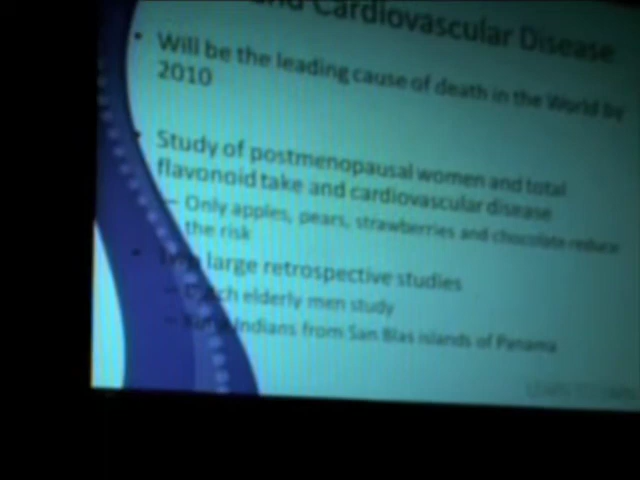 and Cardiovascular Disease
• Will be the leading cause of death in the World by
2010
• Study of postmenopausal women and total
flavonoid take and cardiovascular disease
– Only apples, pears, strawberries and chocolate reduce
the risk
• large retrospective studies
– elderly men study
– Indians from San Blas islands of Panama